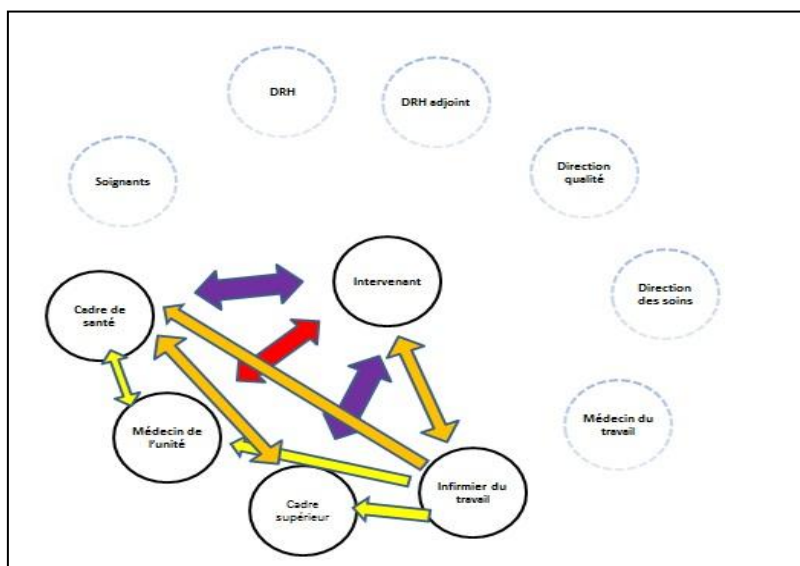 DRH
DRH adjoint
Soignants
Direction
qualité
Intervenant
Direction
des soins
Cadre de
santé
Médecin de
l'unité
Médecin du
travail
Cadre
supérieur
Infirmier du
travail